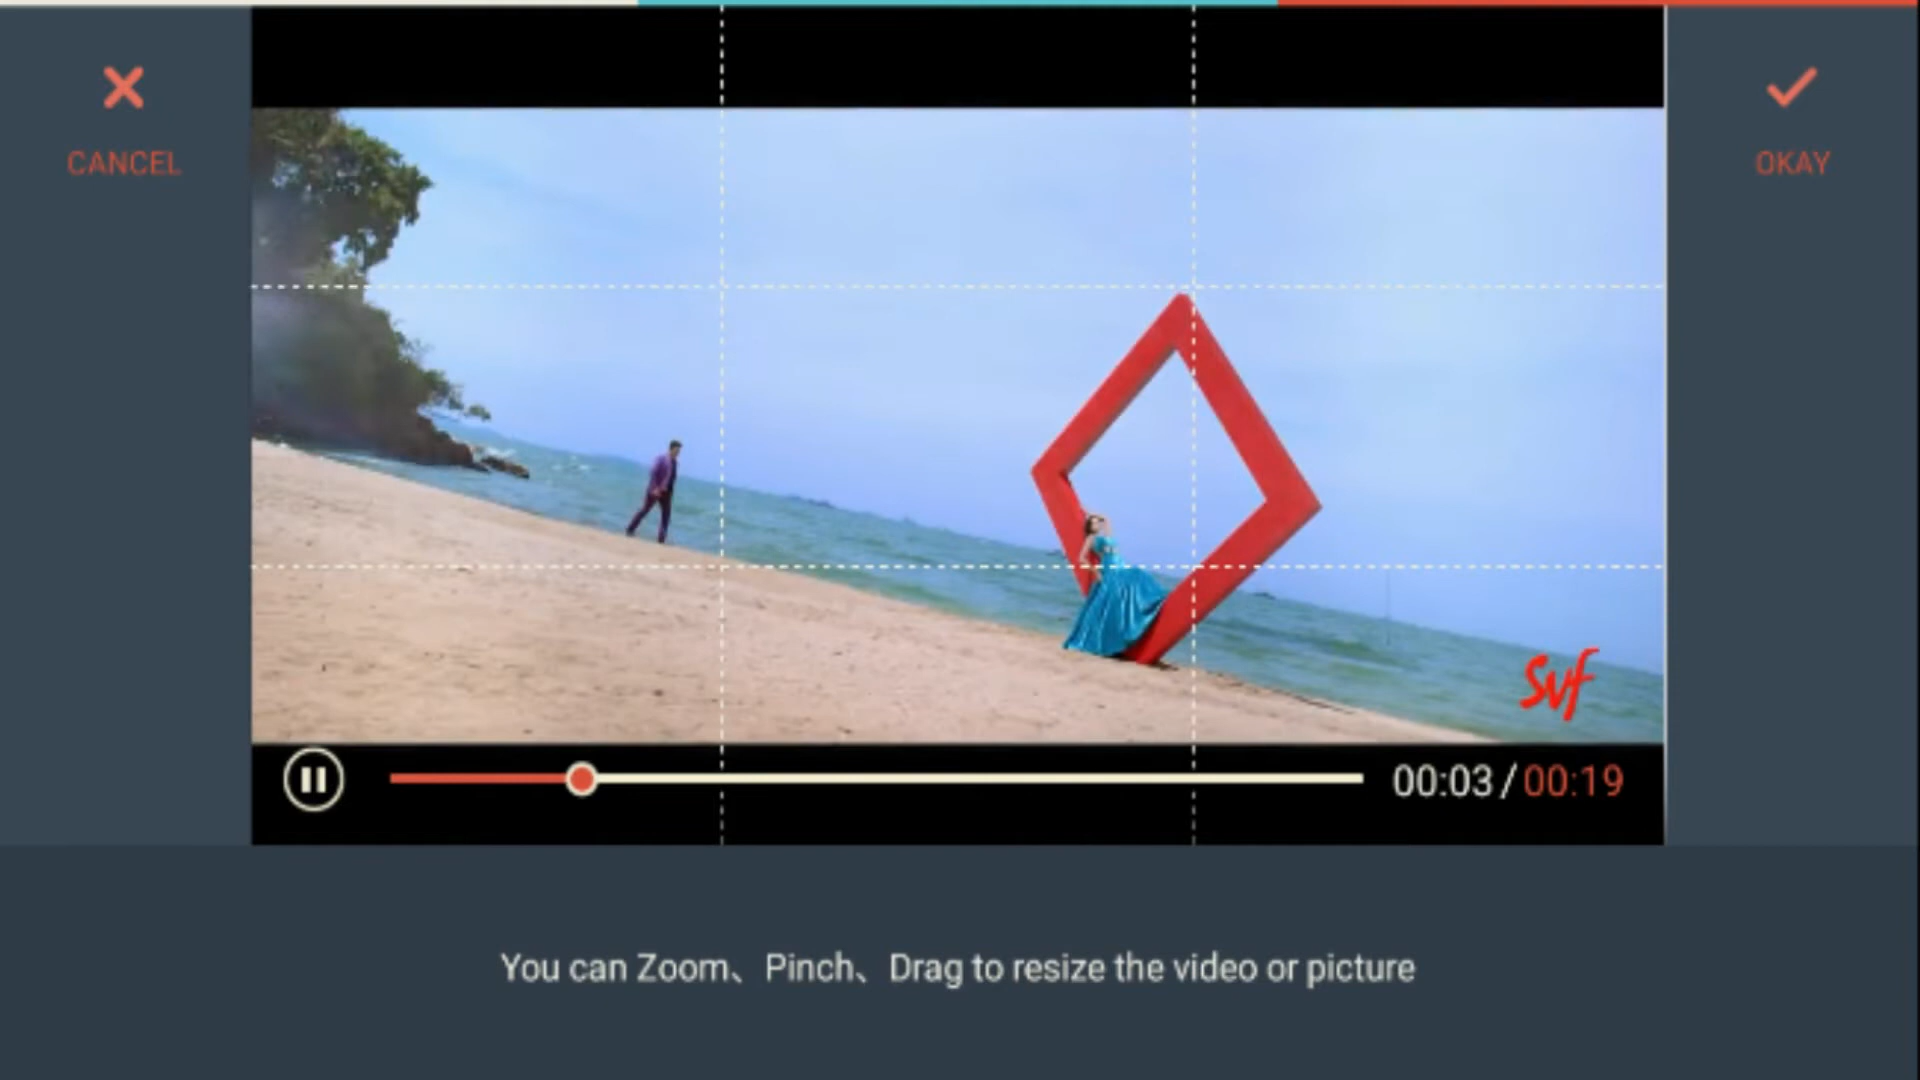 CANCEL
OKAY
Svf
00:03/00:19
You can Zoom、Pinch、Drag to resize the video or picture